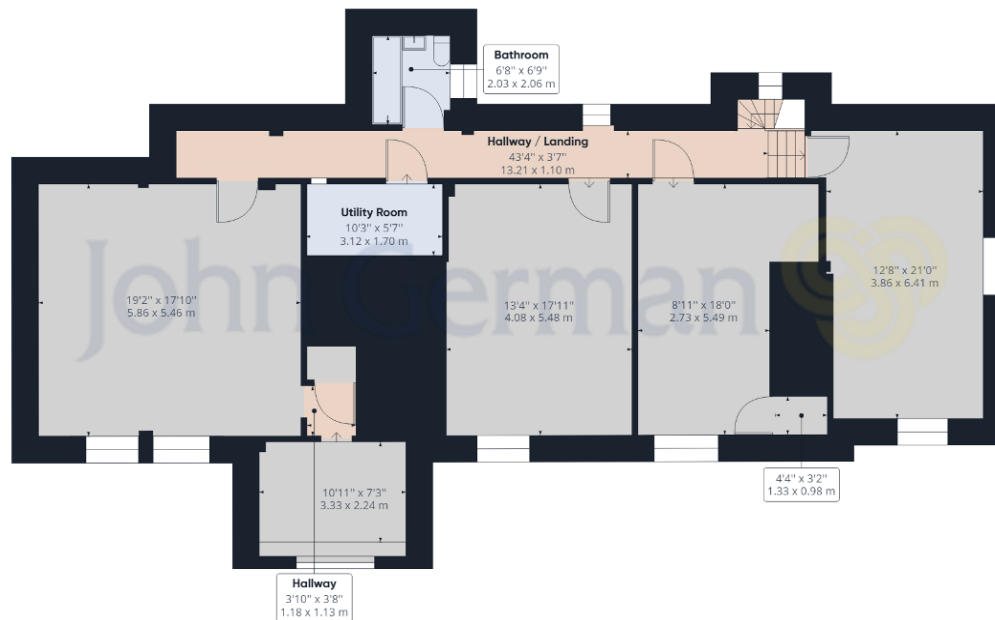 Bathroom
6'8" x 6'9"
2.03 x 2.06 m
Hallway / Landing
43'4" x 3'7"
13.21 x 1.10 m
Utility Room
10'3" x 5'7"
3.12 x 1.70 m
John German
19'2" x 17'10"
5.86 x 5.46 m
13'4" x 17'11"
4.08 x 5.48 m
8'11" x 18'0"
2.73 x 5.49 m
12'8" x 21'0"
3.86 x 6.41 m
10'11" x 7'3"
3.33 x 2.24 m
4'4" x 3'2"
1.33 x 0.98 m
Hallway
3'10" x 3'8"
1.18 x 1.13 m